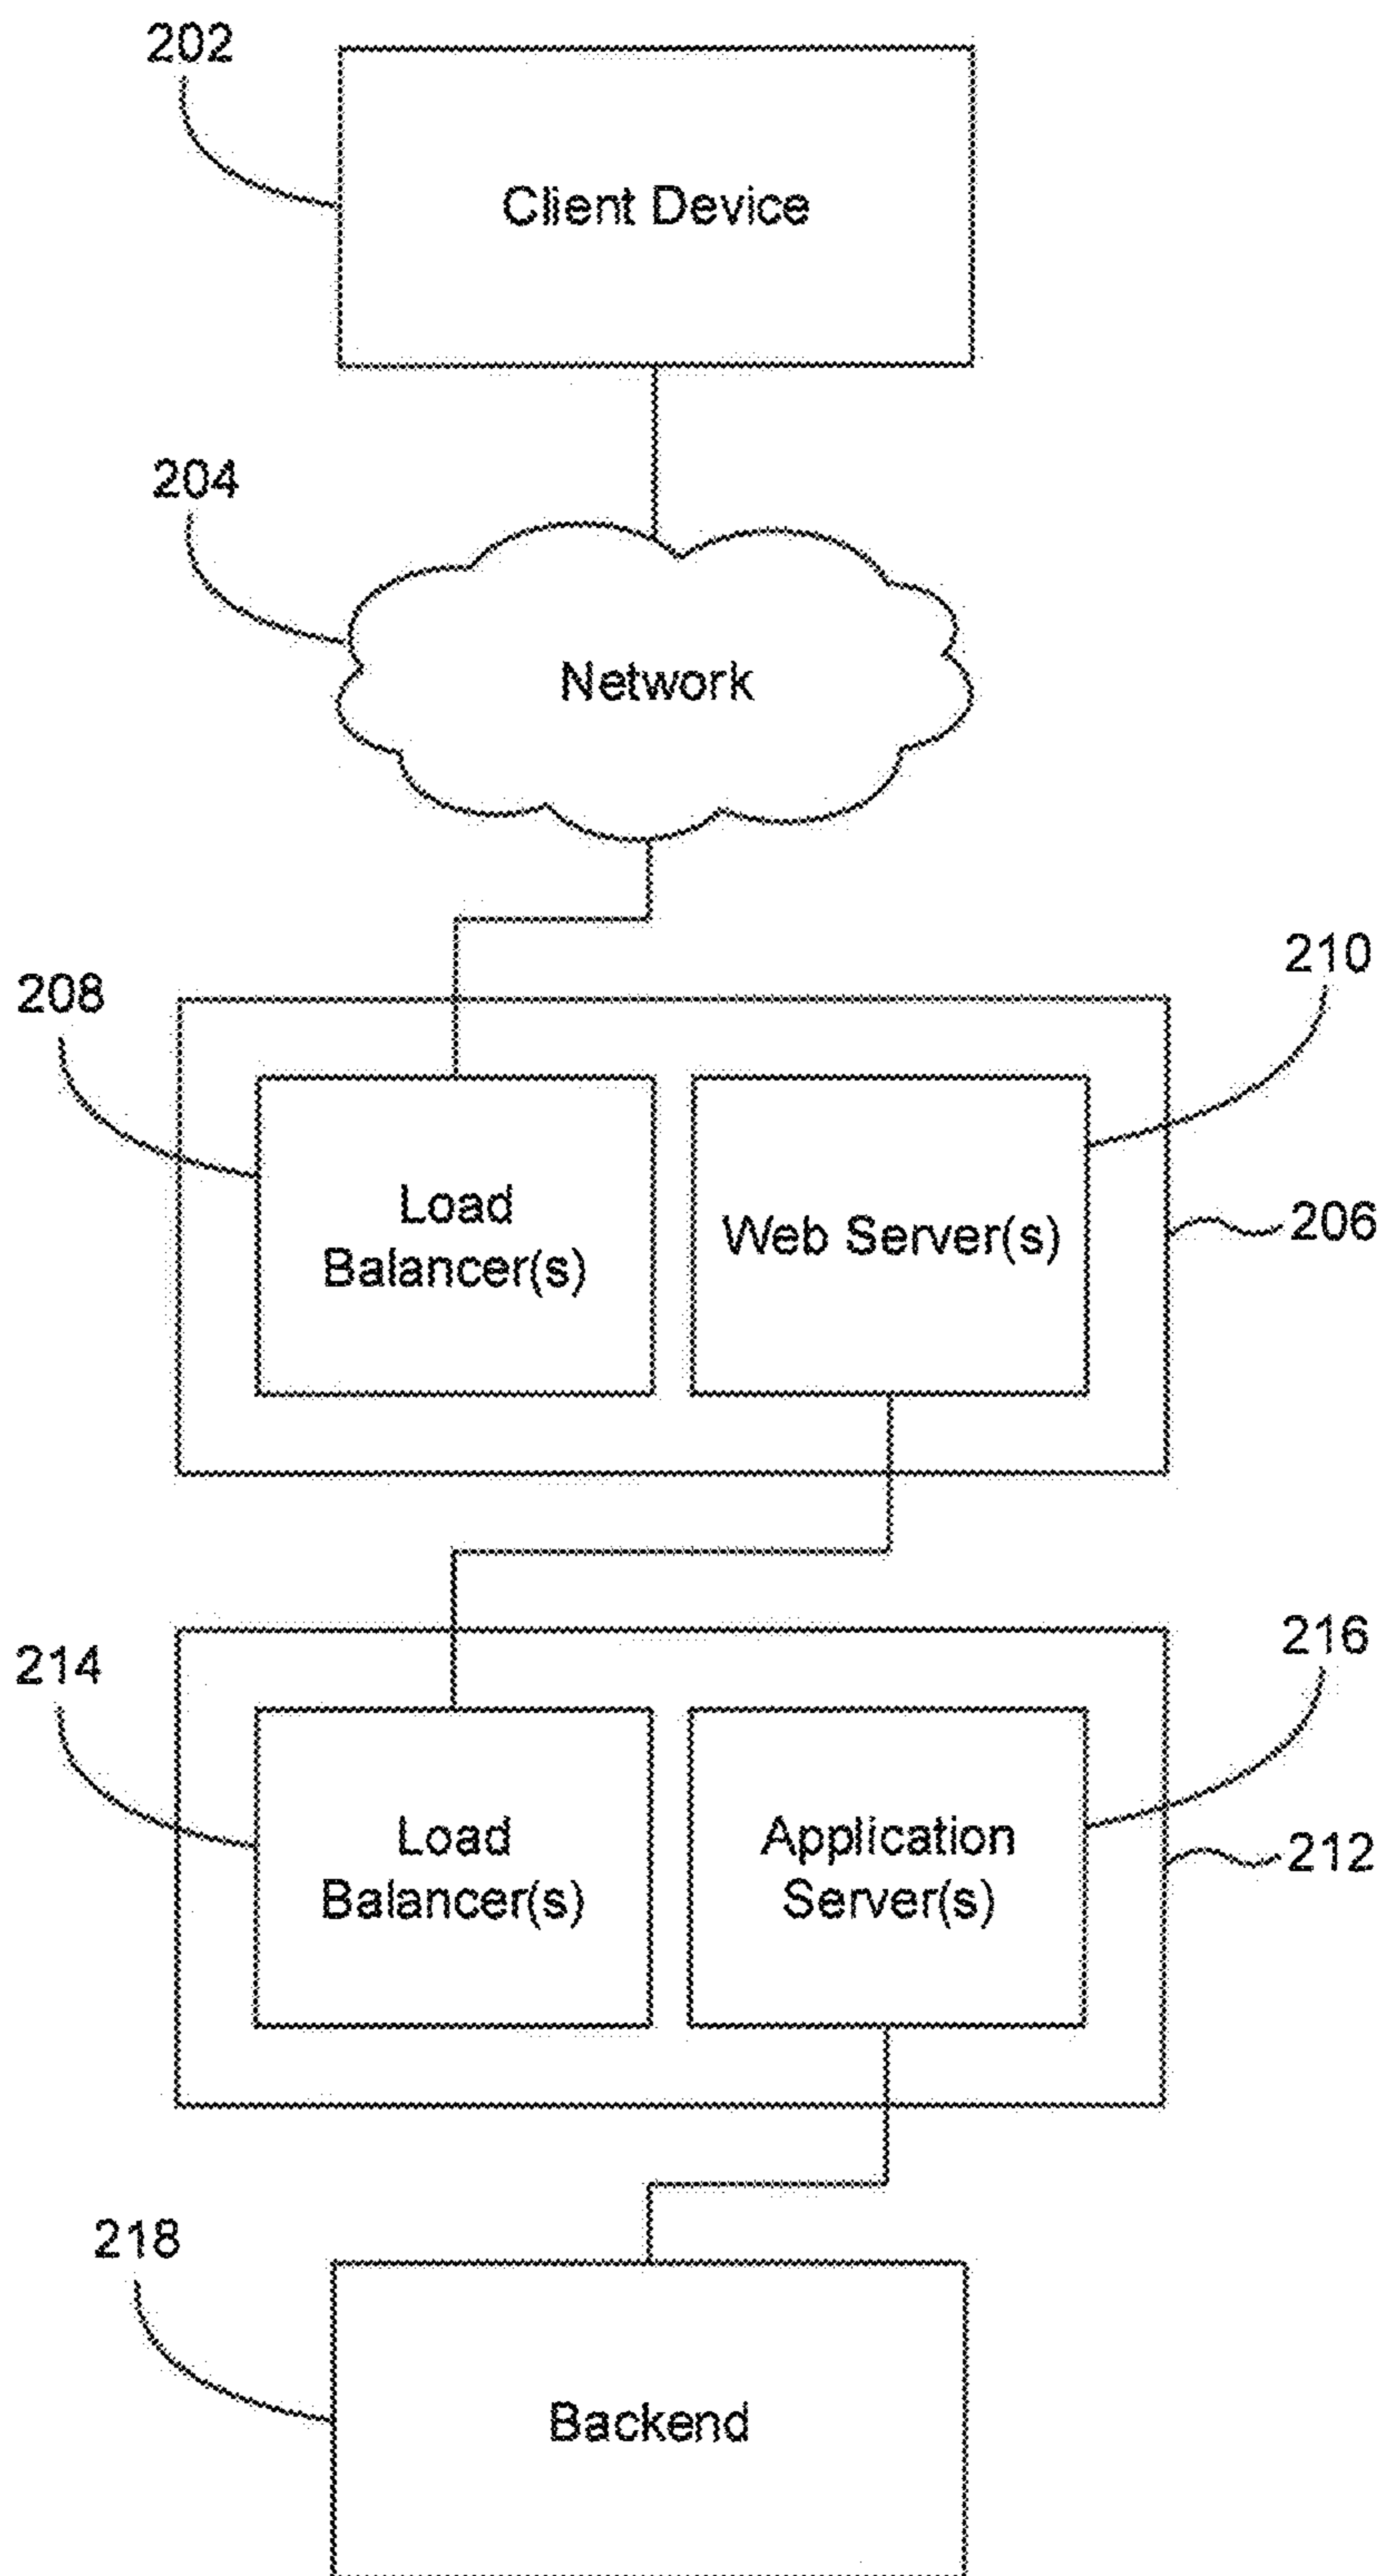 202
Client Device
204
Network
208
210
Load
Balancer(s)
Web Server(s)
206
214
216
Load
Balancer(s)
Application
Server(s)
212
218
Backend